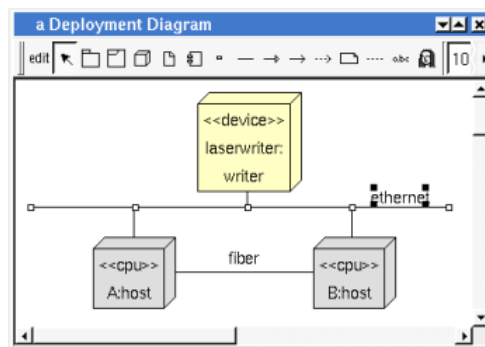 a Deployment Diagram
edit
abc
10
<<device>>
laserwriter:
writer
ethernet
<<cpu>>
A:host
fiber
<<cpu>>
B:host